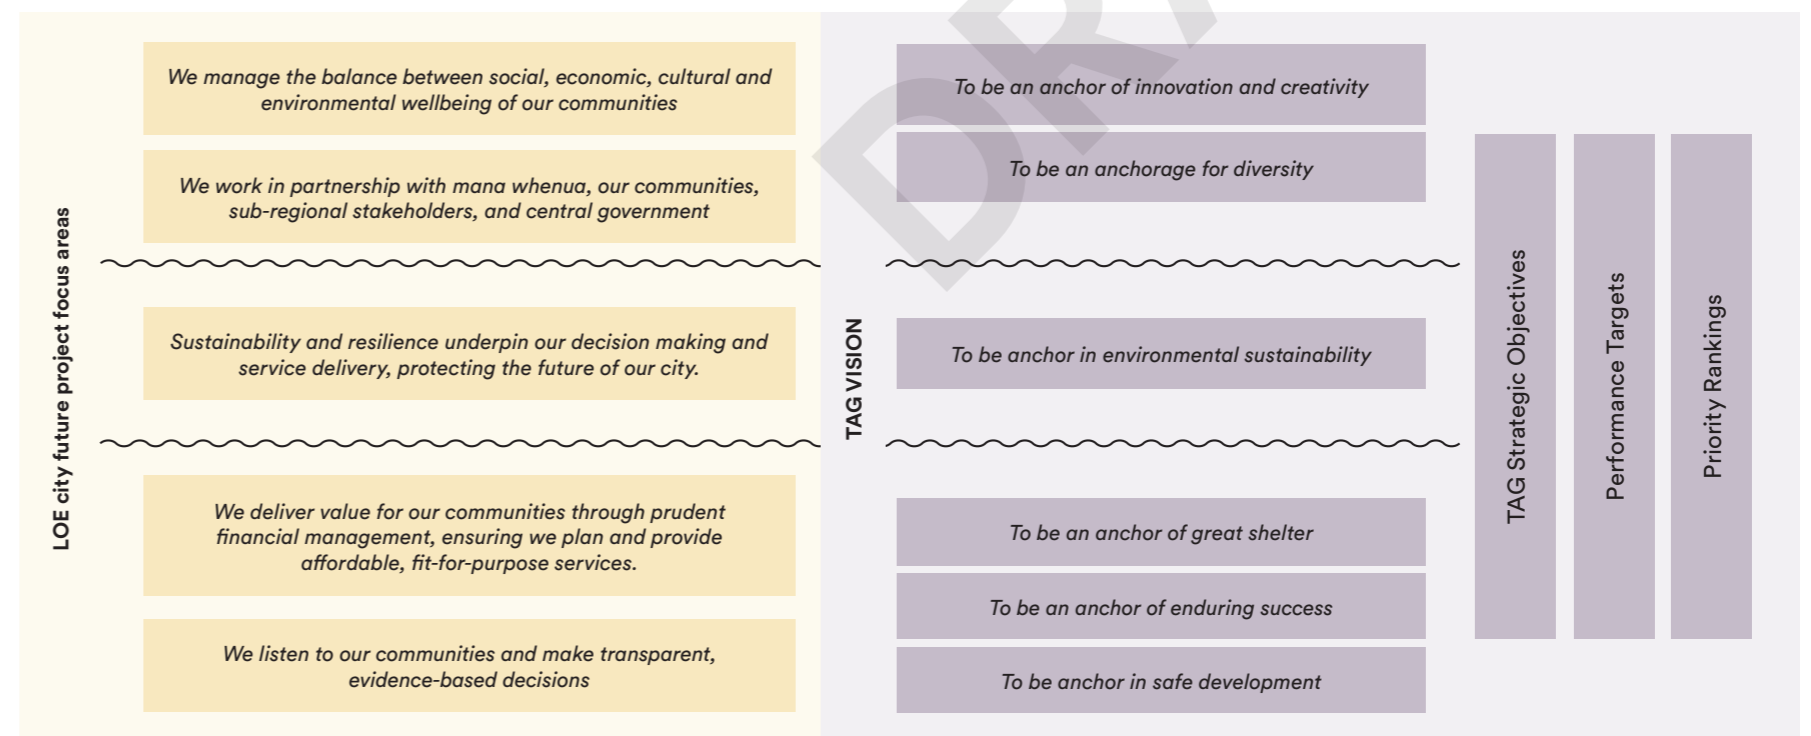 LOE city future project focus areas
We manage the balance between social, economic, cultural and
environmental wellbeing of our communities
We work in partnership with mana whenua, our communities,
sub-regional stakeholders, and central government
Sustainability and resilience underpin our decision making and
service delivery, protecting the future of our city.
We deliver value for our communities through prudent
financial management, ensuring we plan and provide
affordable, fit-for-purpose services.
We listen to our communities and make transparent,
evidence-based decisions
TAG VISION
To be an anchor of innovation and creativity
To be an anchorage for diversity
To be anchor in environmental sustainability
To be an anchor of great shelter
To be an anchor of enduring success
To be anchor in safe development
TAG Strategic Objectives
Performance Targets
Priority Rankings